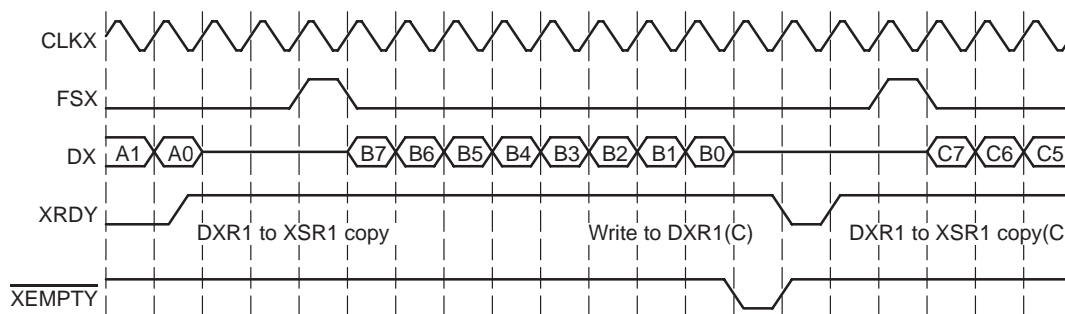 CLKX
FSX
DX A1 A0 B7 B6 B5 B4 B3 B2 B1 B0 C7 C6 C5
XRDY
DXR1 to XSR1 copy Write to DXR1(C) DXR1 to XSR1 copy(C
XEMPTY